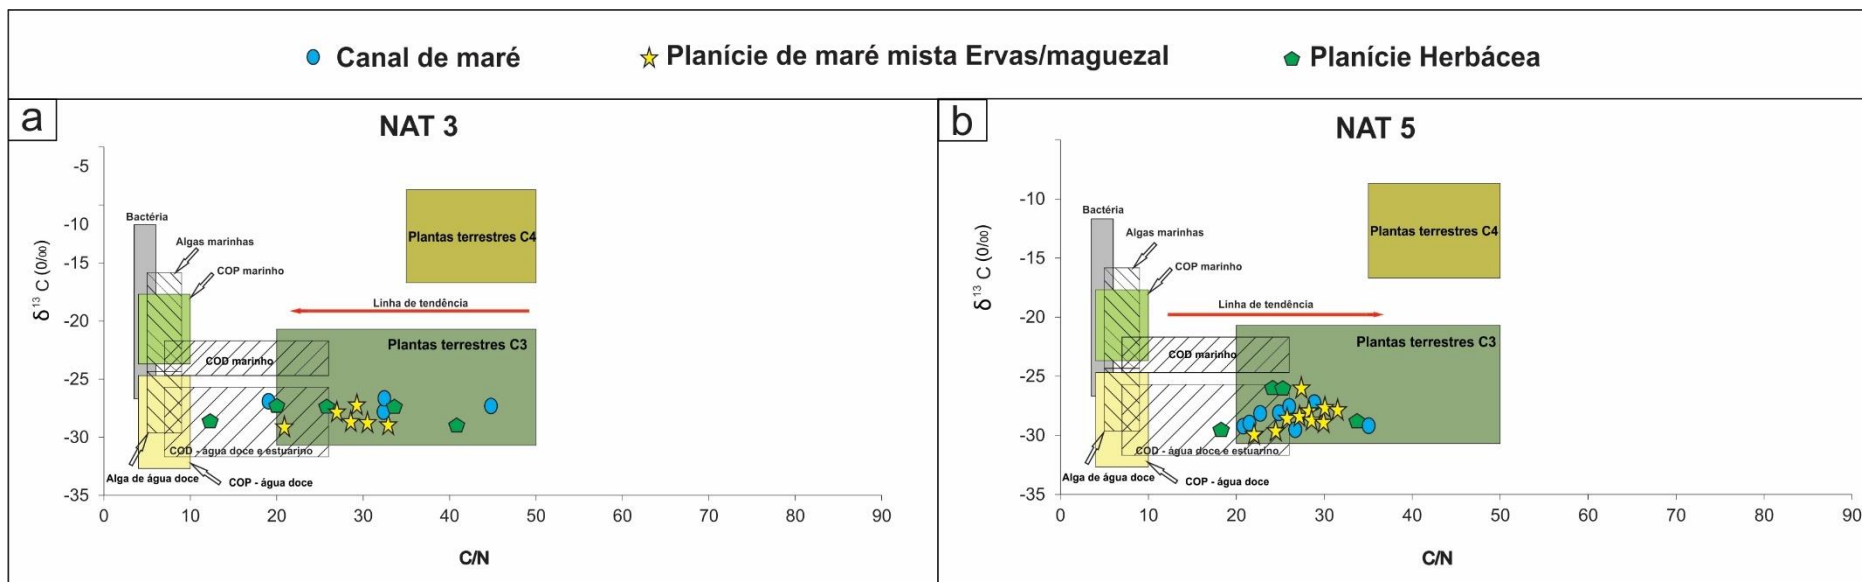 Canal de maré
Planície de maré mista Ervas/maguezal
Planície Herbácea
a
NAT 3
-5
-10
-15
-20
-25
-30
-35
δ¹³ C (0/00)
Bactéria
Algas marinhas
COP marinho
Plantas terrestres C4
Linha de tendência
Plantas terrestres C3
COD marinho
COD - água doce e estuarino
Alga de água doce
COP - água doce
0 10 20 30 40 50 60 70 80 90
C/N
b
NAT 5
-10
-15
-20
-25
-30
-35
δ¹³ C (0/00)
Bactéria
Algas marinhas
COP marinho
Plantas terrestres C4
Linha de tendência
Plantas terrestres C3
COD marinho
COD - água doce e estuarino
Alga de água doce
COP - água doce
0 10 20 30 40 50 60 70 80 90
C/N